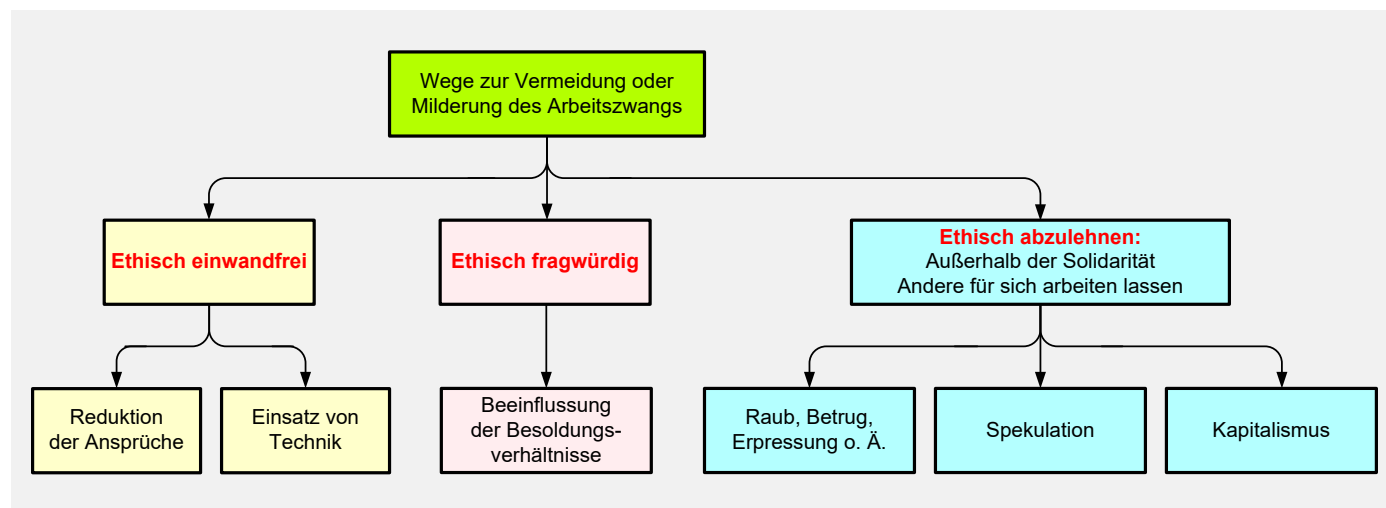 Wege zur Vermeidung oder
Milderung des Arbeitszwangs
Ethisch einwandfrei
Ethisch fragwürdig
Ethisch abzulehnen:
Außerhalb der Solidarität
Andere für sich arbeiten lassen
Reduktion
der Ansprüche
Einsatz von
Technik
Beeinflussung
der Besoldungs-
verhältnisse
Raub, Betrug,
Erpressung o. Ä.
Spekulation
Kapitalismus